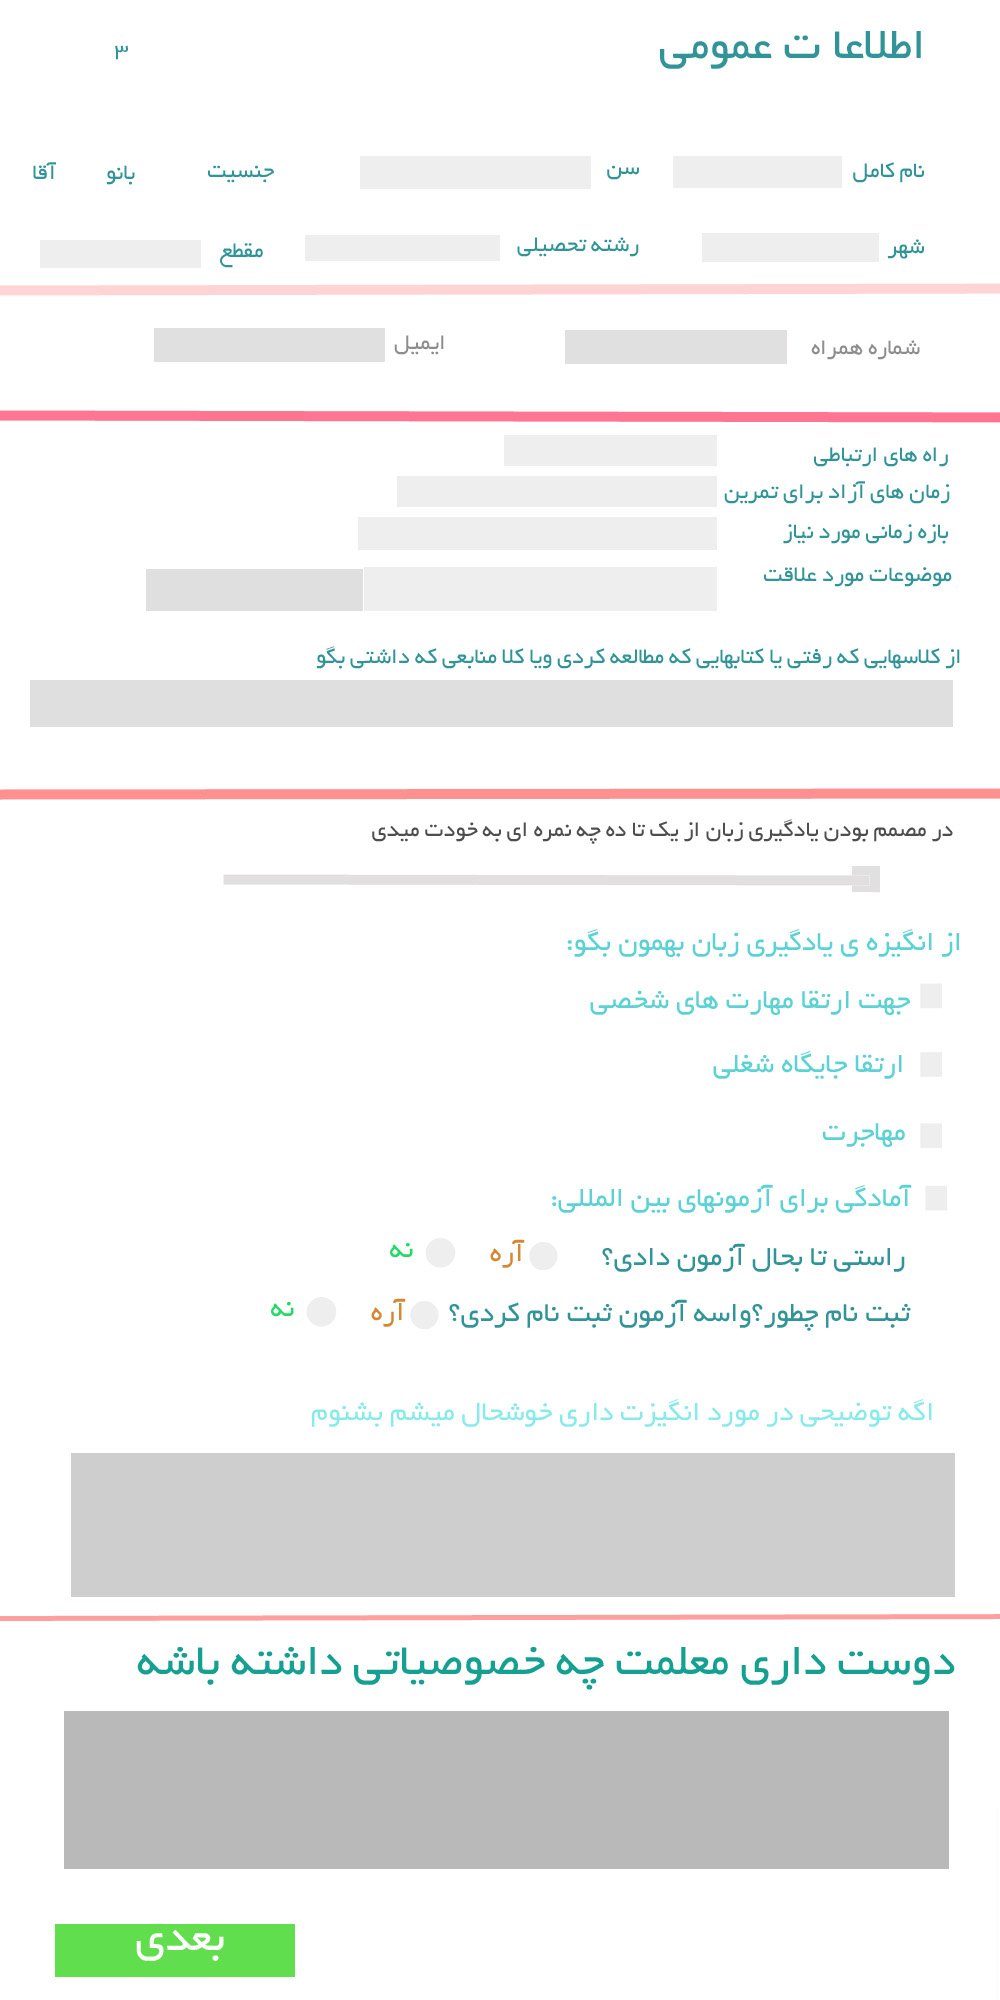 اطلاعا ت عمومی
۳
نام کامل سن جنسیت بانو آقا
شهر رشته تحصیلی مقطع
شماره همراه ایمیل
راه های ارتباطی
زمان های آزاد برای تمرین
بازه زمانی مورد نیاز
موضوعات مورد علاقت
از کلاسهایی که رفتی یا کتابهایی که مطالعه کردی ویا کلا منابعی که داشتی بگو
در مصمم بودن یادگیری زبان از یک تا ده چه نمره ای به خودت میدی
از انگیزه ی یادگیری زبان بهمون بگو:
جهت ارتقا مهارت های شخصی
ارتقا جایگاه شغلی
مهاجرت
آمادگی برای آزمونهای بین المللی:
راستی تا بحال آزمون دادی؟ آره نه
ثبت نام چطور؟واسه آزمون ثبت نام کردی؟ آره نه
اگه توضیحی در مورد انگیزت داری خوشحال میشم بشنوم
دوست داری معلمت چه خصوصیاتی داشته باشه
بعدی